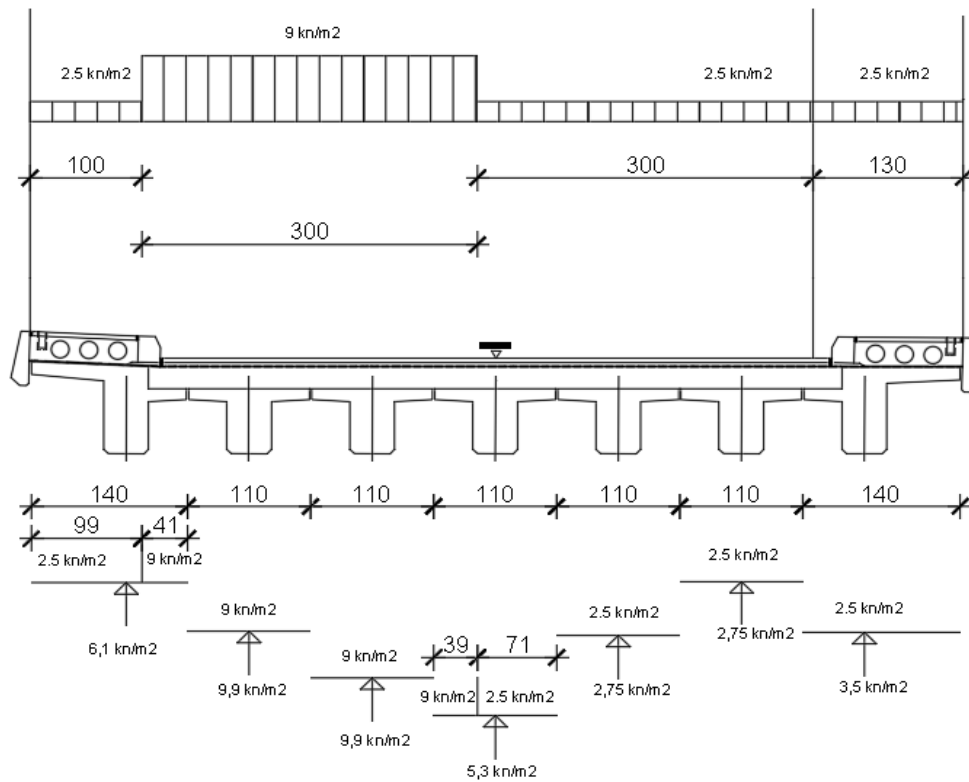 9 kn/m2
2.5 kn/m2
2.5 kn/m2
2.5 kn/m2
100
300
130
300
140
110
110
110
110
110
140
99
41
2.5 kn/m2
9 kn/m2
2.5 kn/m2
9 kn/m2
2.5 kn/m2
2.5 kn/m2
6,1 kn/m2
2,75 kn/m2
9 kn/m2
39
71
9,9 kn/m2
2,75 kn/m2
3,5 kn/m2
9 kn/m2
2.5 kn/m2
9,9 kn/m2
5,3 kn/m2